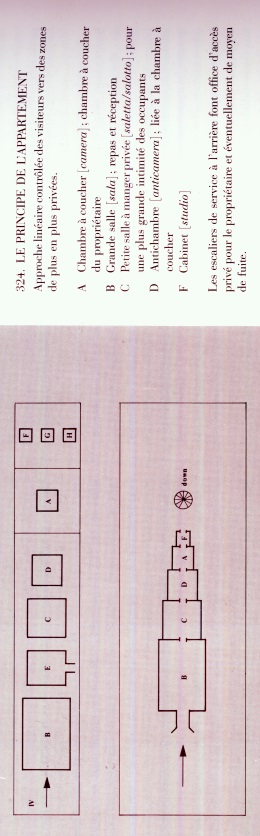 324. LE PRINCIPE DE L'APPARTEMENT
Approche linéaire contrôlée des visiteurs vers des zones
de plus en plus privées.
A Chambre à coucher [camera] ; chambre à coucher
du propriétaire
B Grande salle [sala] ; repas et réception
C Petite salle à manger privée [saletta/salotto] ; pour
une plus grande intimité des occupants
D Antichambre [anticamera] ; liée à la chambre à
coucher
F Cabinet [studio]
Les escaliers de service à l'arrière font office d'accès
privé pour le propriétaire et éventuellement de moyen
de fuite.
IV
B E C D A F G H
B C D A F down